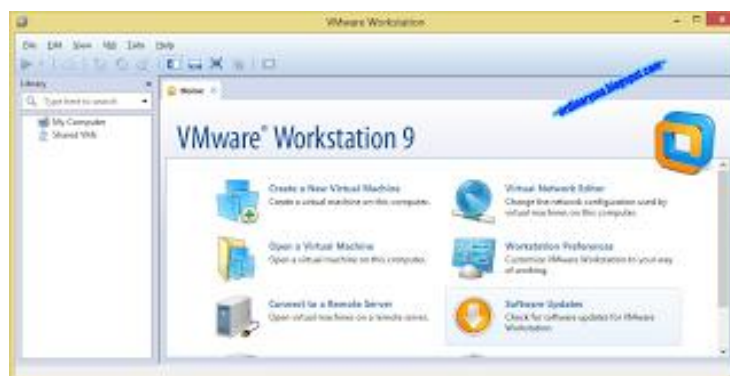 VMware Workstation
File Edit View VM Tabs Help
Library
Type here to search
My Computer
Shared VMs
Home
VMware® Workstation 9
Create a New Virtual Machine
Create a virtual machine on this computer.
Open a Virtual Machine
Open a virtual machine on this computer.
Connect to a Remote Server
Open virtual machines on a remote server.
Virtual Network Editor
Change the network configuration used by
virtual machines on this computer.
Workstation Preferences
Customize VMware Workstation to your way
of working.
Software Updates
Check for software updates for VMware
Workstation.